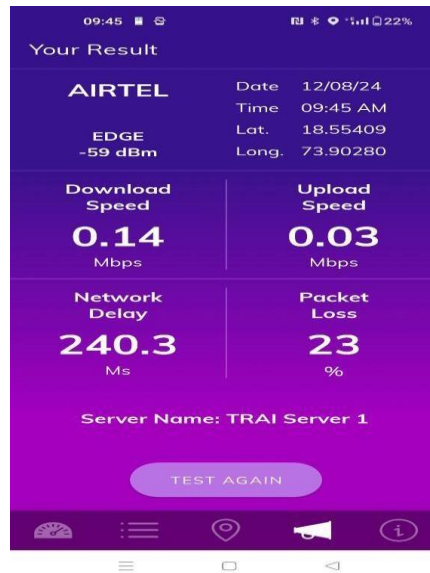 09:45 22%
Your Result
AIRTEL
EDGE
-59 dBm
Date 12/08/24
Time 09:45 AM
Lat. 18.55409
Long. 73.90280
Download
Speed
0.14
Mbps
Upload
Speed
0.03
Mbps
Network
Delay
240.3
Ms
Packet
Loss
23
%
Server Name: TRAI Server 1
TEST AGAIN